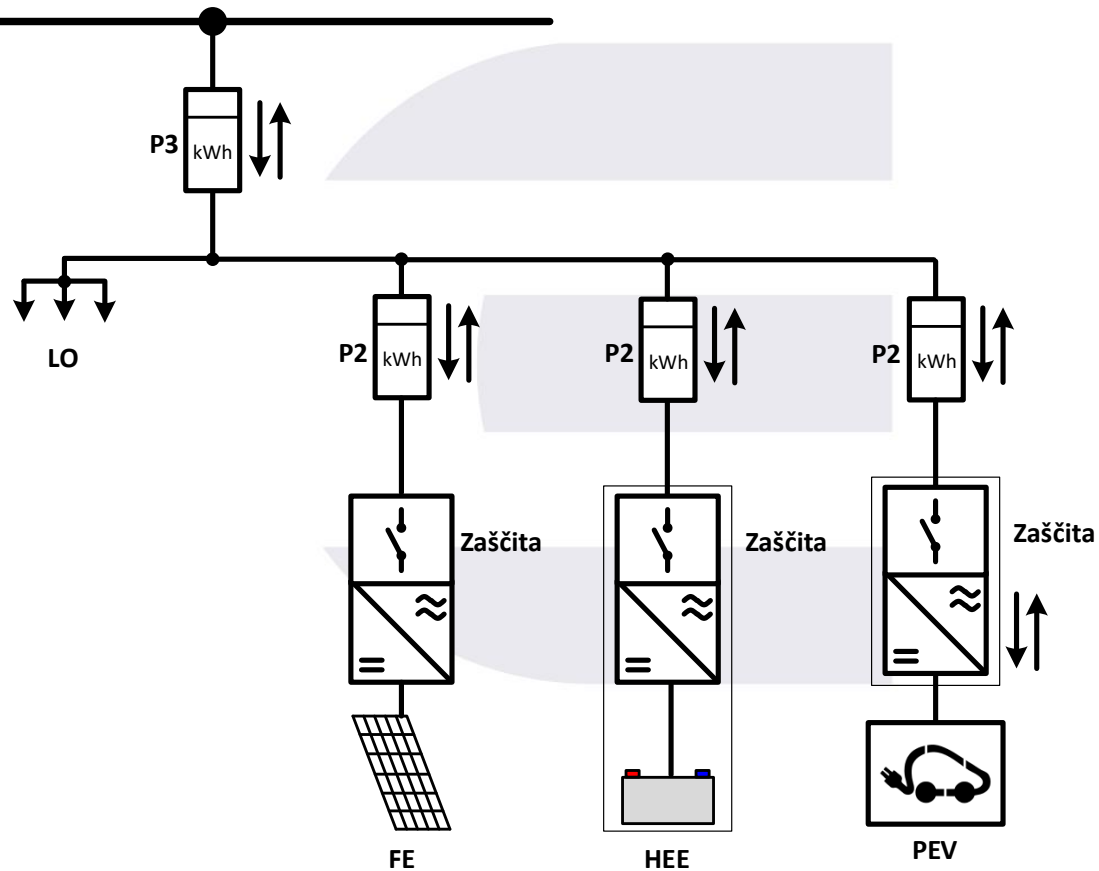 P3
kWh
LO
P2
kWh
P2
kWh
P2
kWh
Zaščita
Zaščita
Zaščita
FE
HEE
PEV